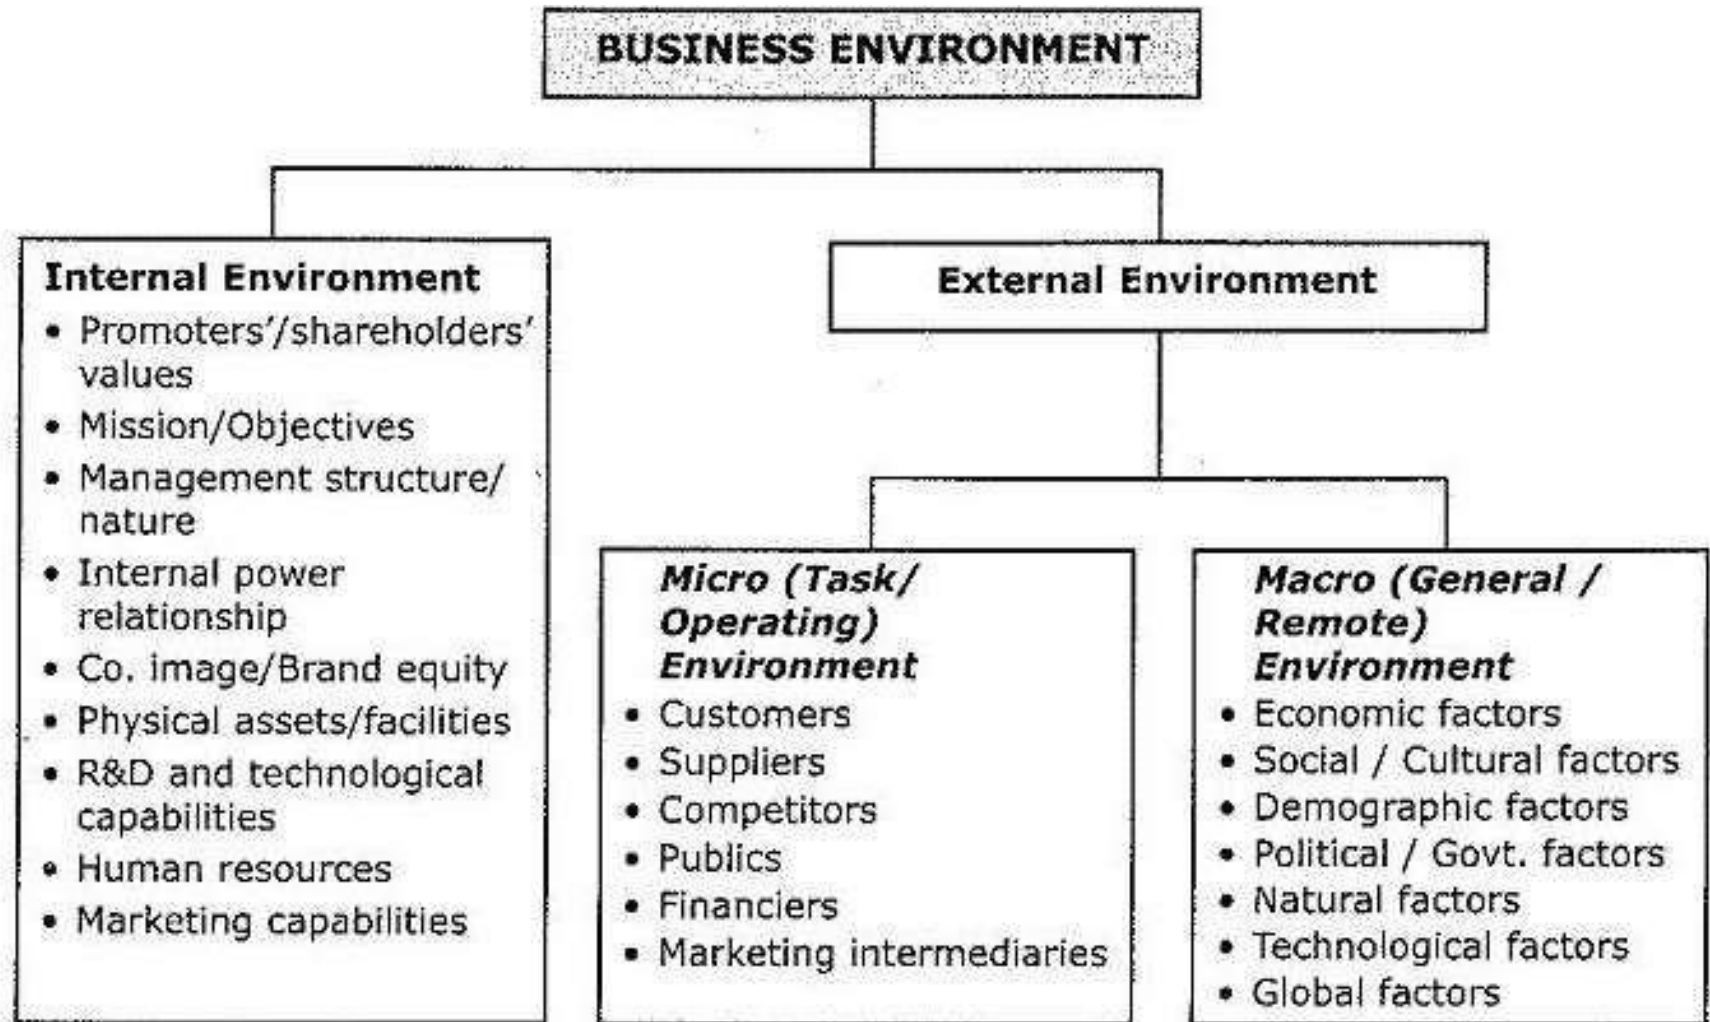 BUSINESS ENVIRONMENT
Internal Environment
• Promoters'/shareholders'
values
• Mission/Objectives
• Management structure/
nature
• Internal power
relationship
• Co. image/Brand equity
• Physical assets/facilities
• R&D and technological
capabilities
• Human resources
• Marketing capabilities
External Environment
Micro (Task/
Operating)
Environment
• Customers
• Suppliers
• Competitors
• Publics
• Financiers
• Marketing intermediaries
Macro (General /
Remote)
Environment
• Economic factors
• Social / Cultural factors
• Demographic factors
• Political / Govt. factors
• Natural factors
• Technological factors
• Global factors